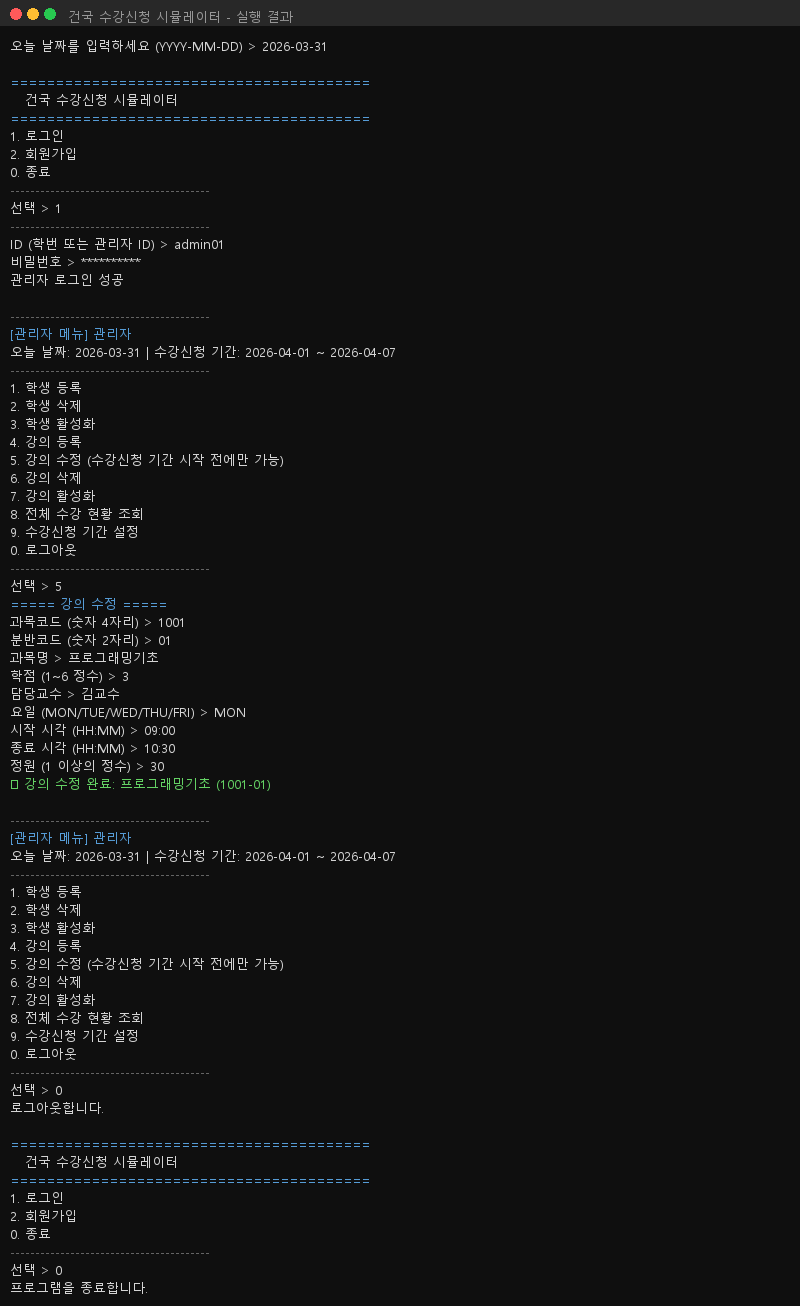 건국 수강신청 시뮬레이터 - 실행 결과
오늘 날짜를 입력하세요 (YYYY-MM-DD) > 2026-03-31
========================================
건국 수강신청 시뮬레이터
========================================
1. 로그인
2. 회원가입
0. 종료
----------------------------------------
선택 > 1
----------------------------------------
ID (학번 또는 관리자 ID) > admin01
비밀번호 > **********
관리자 로그인 성공
----------------------------------------
[관리자 메뉴] 관리자
오늘 날짜: 2026-03-31 | 수강신청 기간: 2026-04-01 ~ 2026-04-07
----------------------------------------
1. 학생 등록
2. 학생 삭제
3. 학생 활성화
4. 강의 등록
5. 강의 수정 (수강신청 기간 시작 전에만 가능)
6. 강의 삭제
7. 강의 활성화
8. 전체 수강 현황 조회
9. 수강신청 기간 설정
0. 로그아웃
----------------------------------------
선택 > 5
===== 강의 수정 =====
과목코드 (숫자 4자리) > 1001
분반코드 (숫자 2자리) > 01
과목명 > 프로그래밍기초
학점 (1~6 정수) > 3
담당교수 > 김교수
요일 (MON/TUE/WED/THU/FRI) > MON
시작 시각 (HH:MM) > 09:00
종료 시각 (HH:MM) > 10:30
정원 (1 이상의 정수) > 30
강의 수정 완료: 프로그래밍기초 (1001-01)
----------------------------------------
[관리자 메뉴] 관리자
오늘 날짜: 2026-03-31 | 수강신청 기간: 2026-04-01 ~ 2026-04-07
----------------------------------------
1. 학생 등록
2. 학생 삭제
3. 학생 활성화
4. 강의 등록
5. 강의 수정 (수강신청 기간 시작 전에만 가능)
6. 강의 삭제
7. 강의 활성화
8. 전체 수강 현황 조회
9. 수강신청 기간 설정
0. 로그아웃
----------------------------------------
선택 > 0
로그아웃합니다.
========================================
건국 수강신청 시뮬레이터
========================================
1. 로그인
2. 회원가입
0. 종료
----------------------------------------
선택 > 0
프로그램을 종료합니다.